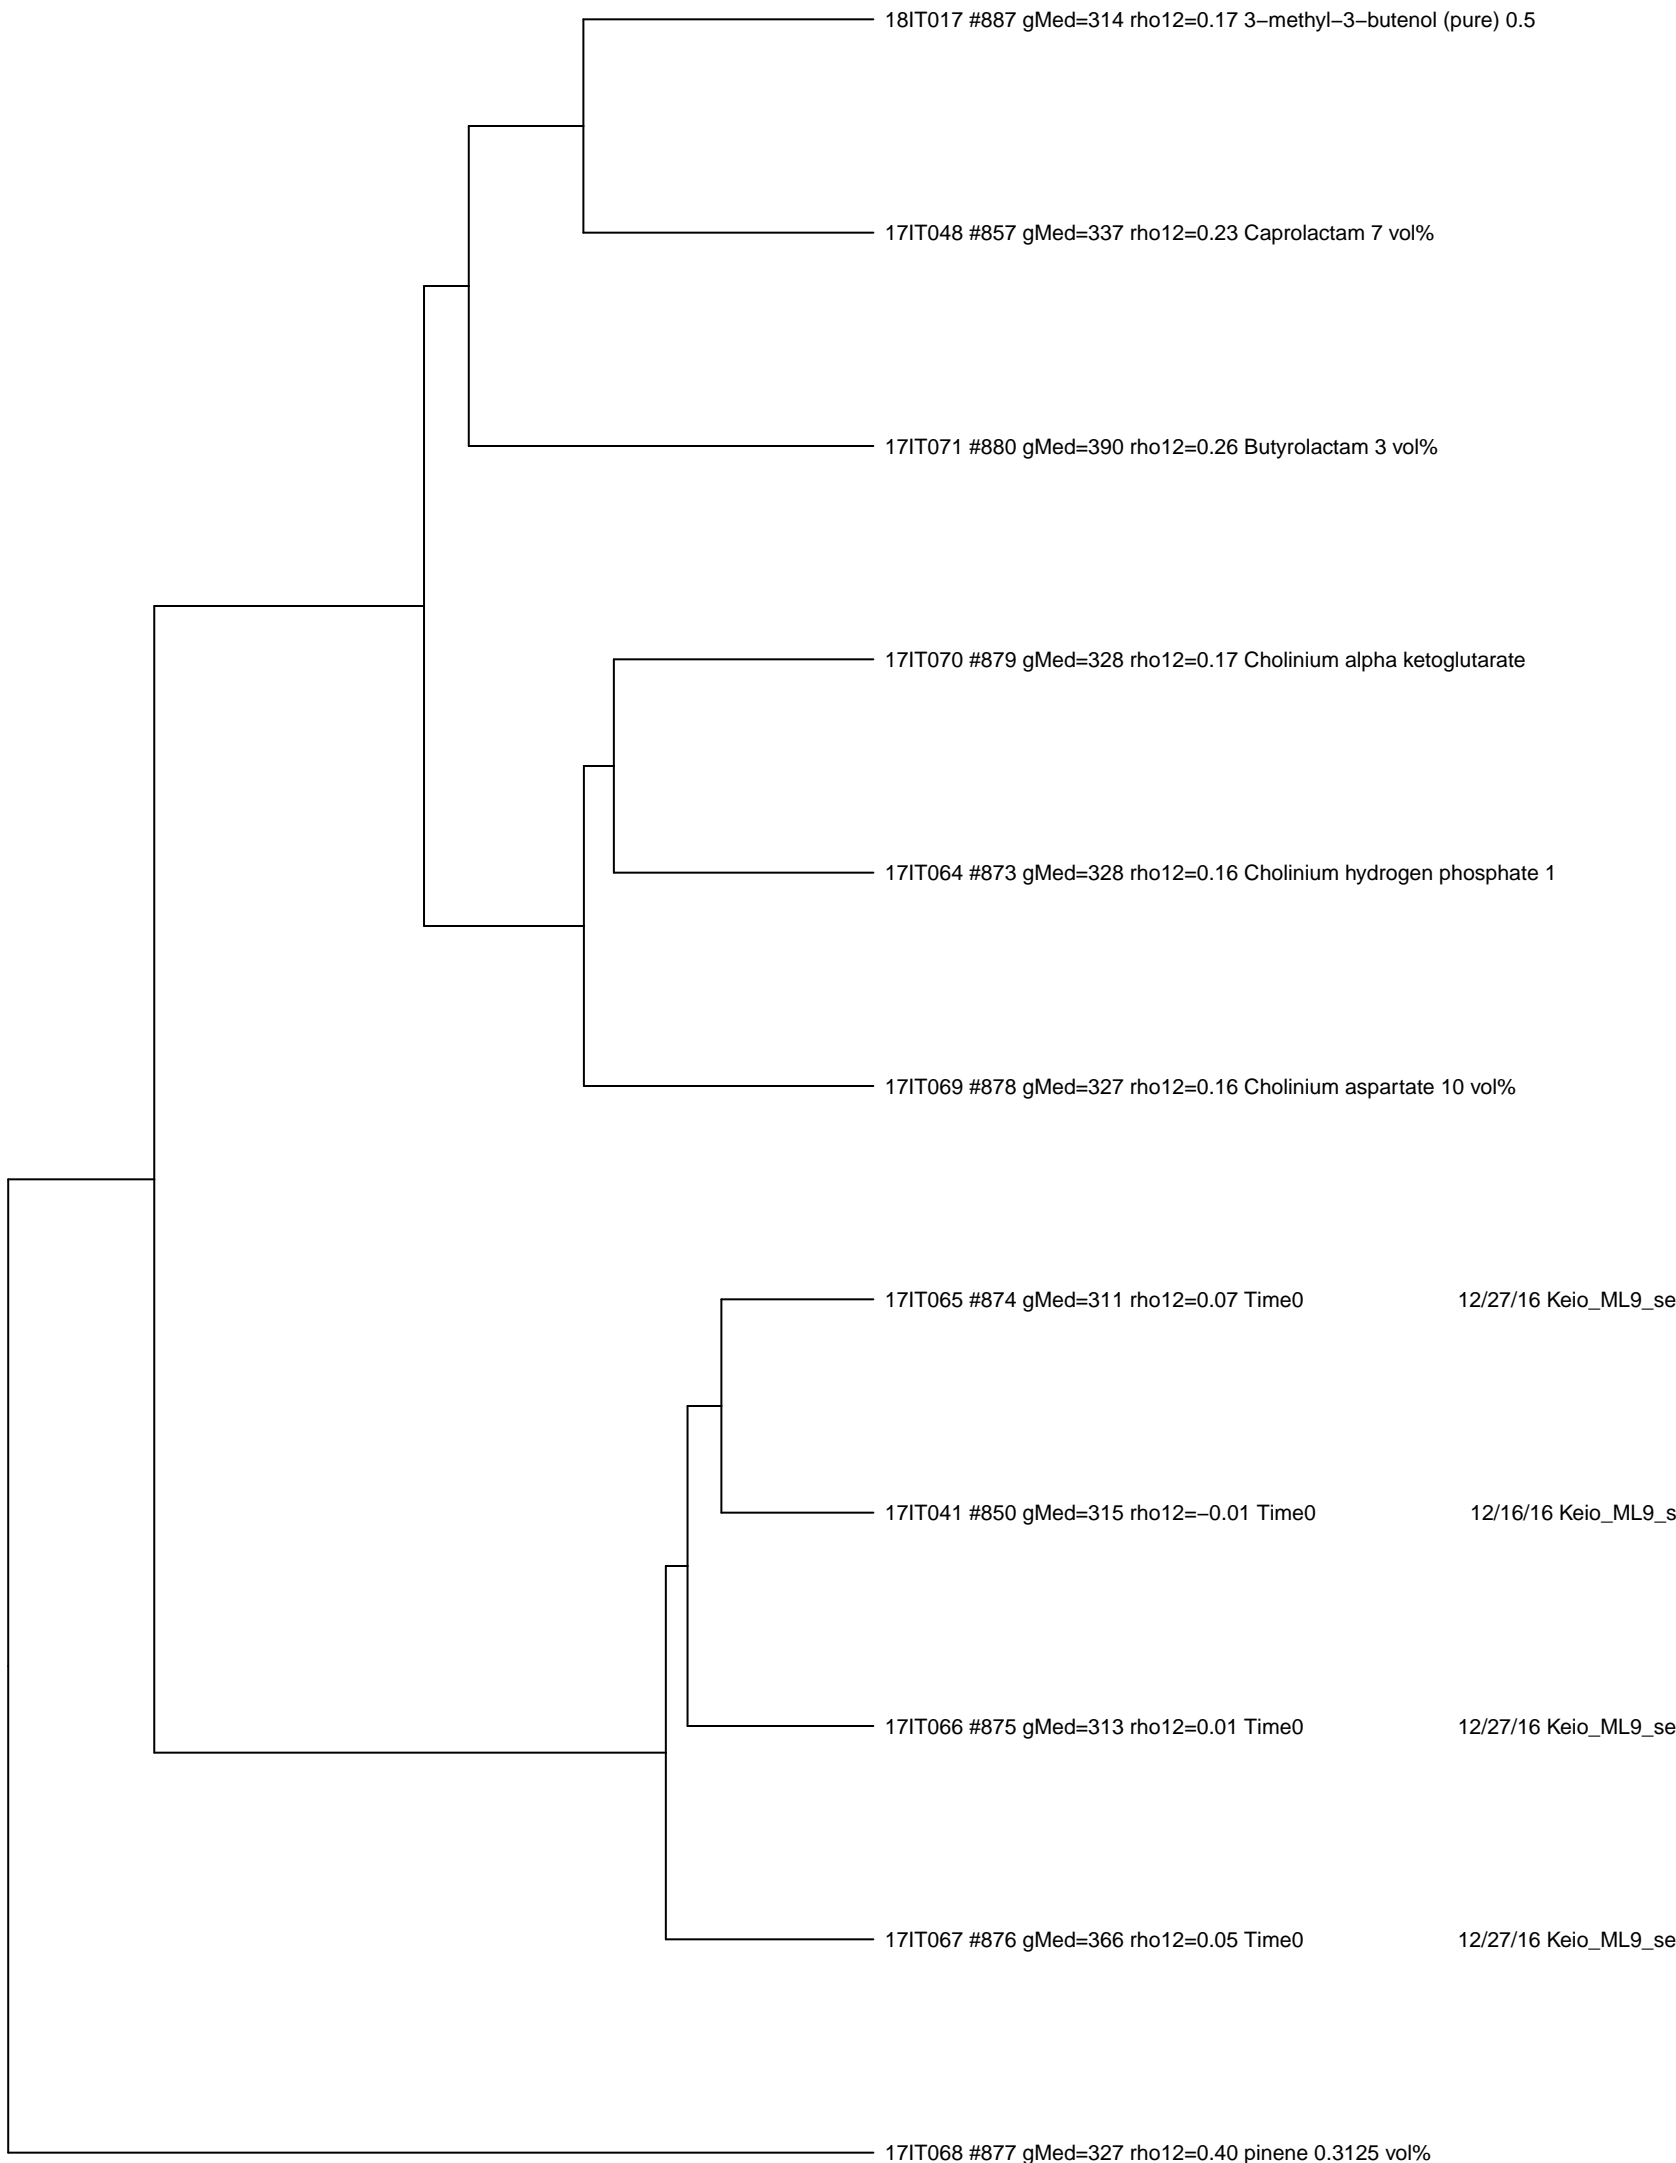 18IT017 #887 gMed=314 rho12=0.17 3−methyl−3−butenol (pure) 0.5
17IT048 #857 gMed=337 rho12=0.23 Caprolactam 7 vol%
17IT071 #880 gMed=390 rho12=0.26 Butyrolactam 3 vol%
17IT070 #879 gMed=328 rho12=0.17 Cholinium alpha ketoglutarate
17IT064 #873 gMed=328 rho12=0.16 Cholinium hydrogen phosphate 1
17IT069 #878 gMed=327 rho12=0.16 Cholinium aspartate 10 vol%
17IT065 #874 gMed=311 rho12=0.07 Time0 12/27/16 Keio_ML9_se
17IT041 #850 gMed=315 rho12=−0.01 Time0 12/16/16 Keio_ML9_s
17IT066 #875 gMed=313 rho12=0.01 Time0 12/27/16 Keio_ML9_se
17IT067 #876 gMed=366 rho12=0.05 Time0 12/27/16 Keio_ML9_se
17IT068 #877 gMed=327 rho12=0.40 pinene 0.3125 vol%